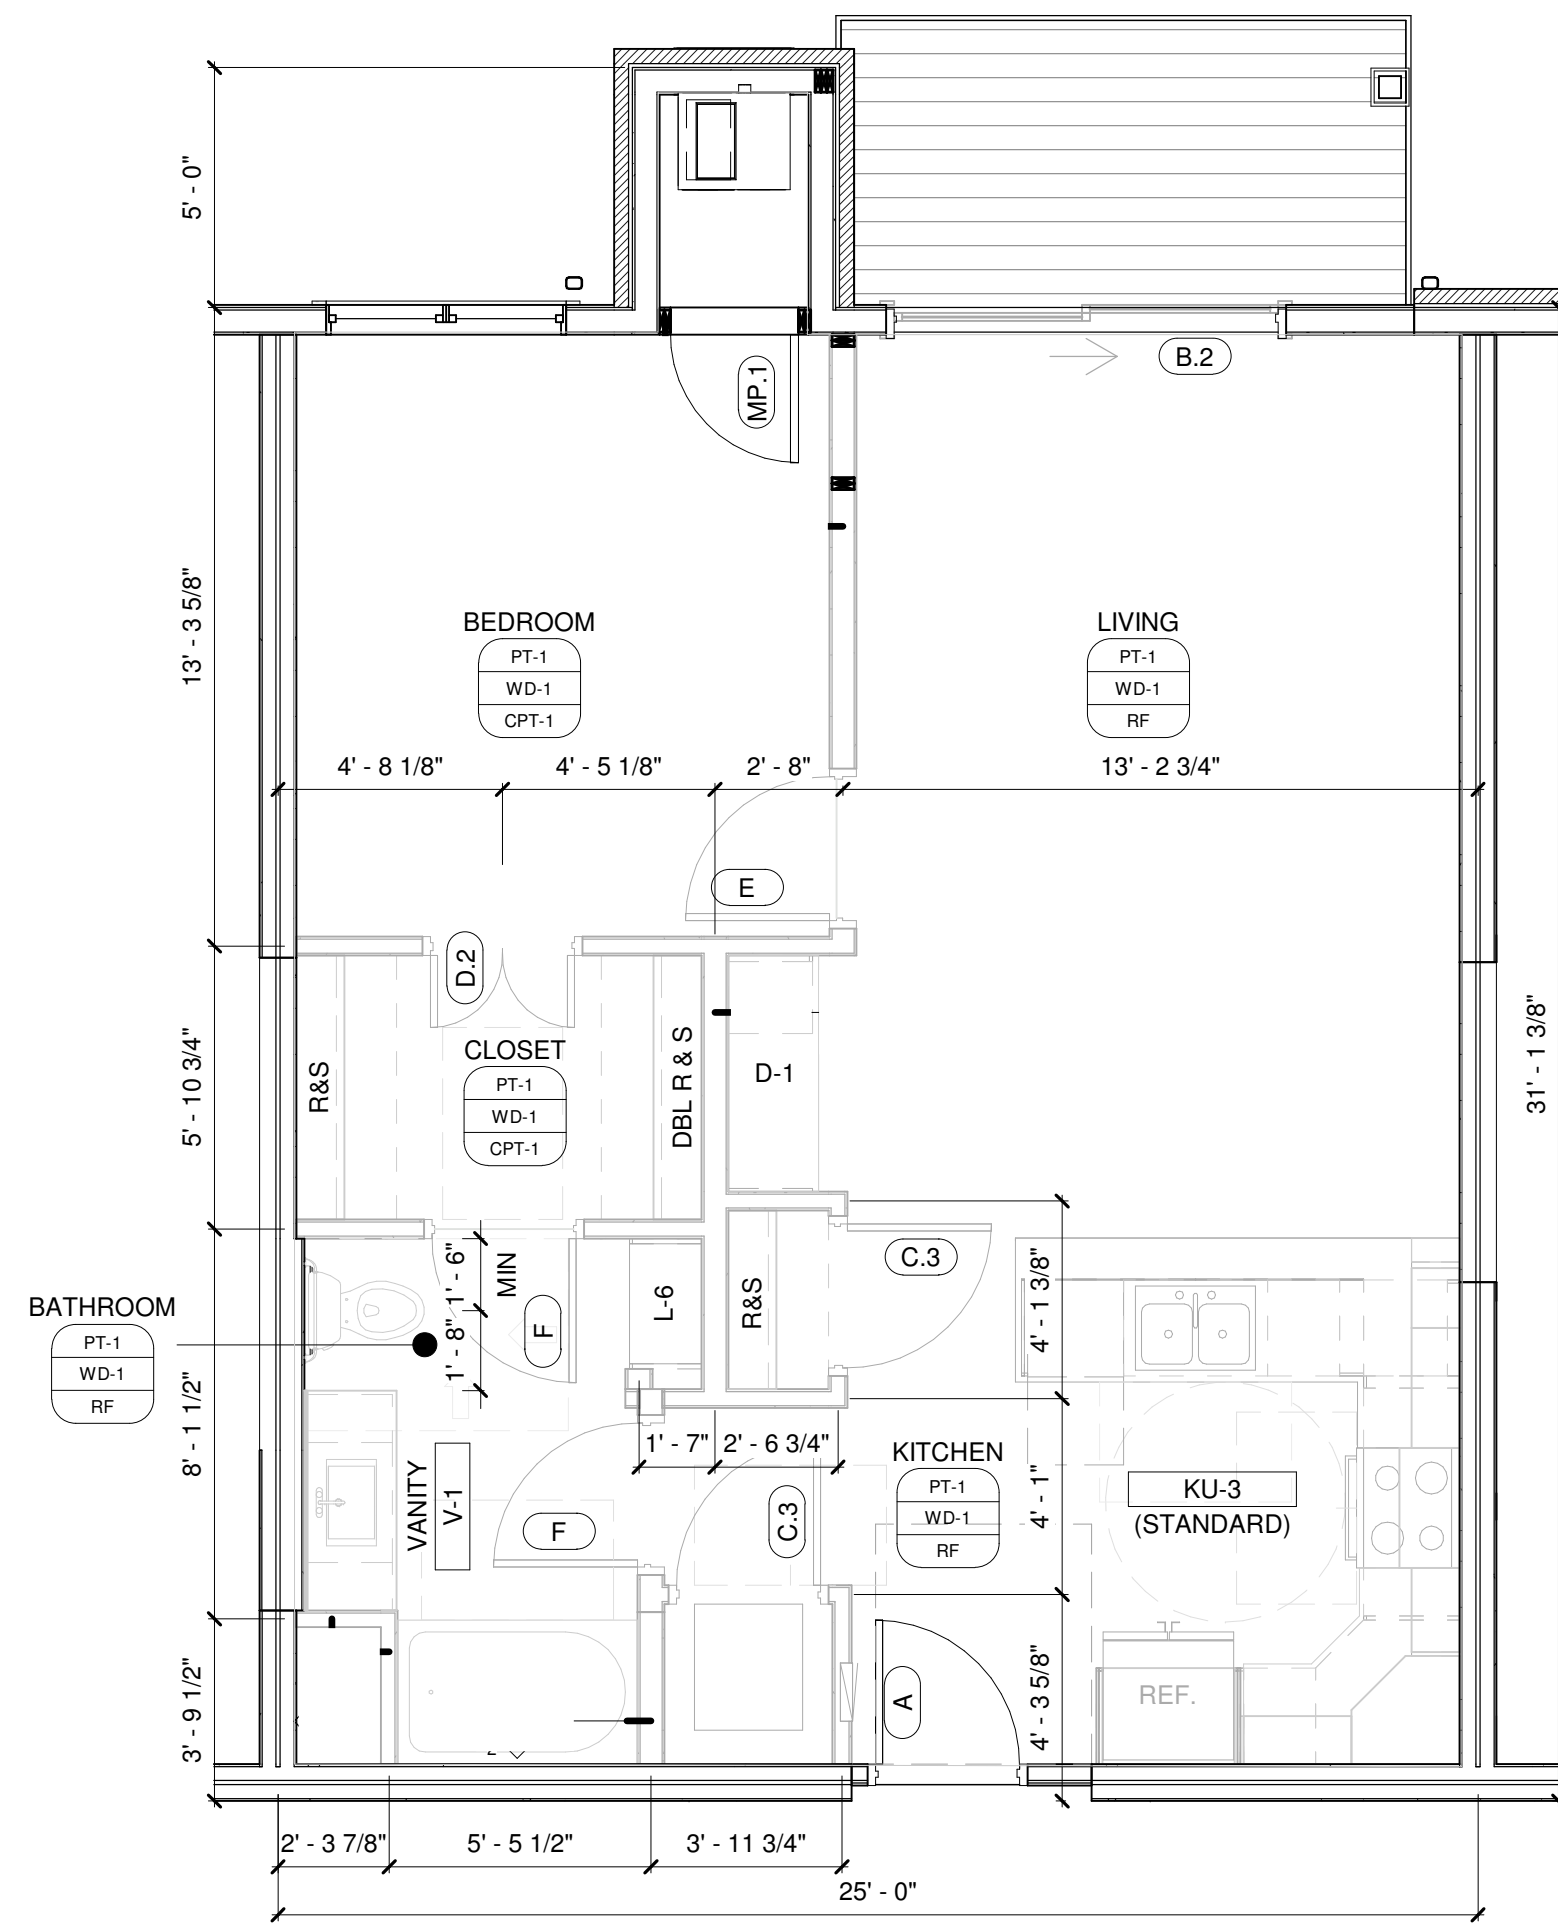 5' - 0"
MP.1
B.2
13' - 3 5/8"
BEDROOM
PT-1
WD-1
CPT-1
LIVING
PT-1
WD-1
RF
4' - 8 1/8"
4' - 5 1/8"
2' - 8"
13' - 2 3/4"
E
D.2
5' - 10 3/4"
R&S
CLOSET
PT-1
WD-1
CPT-1
DBL R & S
D-1
31' - 1 3/8"
BATHROOM
PT-1
WD-1
RF
8' - 1 1/2"
1' - 6"
MIN
1' - 8"
F
L-6
R&S
C.3
4' - 1 3/8"
1' - 7"
2' - 6 3/4"
VANITY
V-1
F
C.3
KITCHEN
PT-1
WD-1
RF
4' - 1"
KU-3
(STANDARD)
3' - 9 1/2"
A
4' - 3 5/8"
REF.
2' - 3 7/8"
5' - 5 1/2"
3' - 11 3/4"
25' - 0"